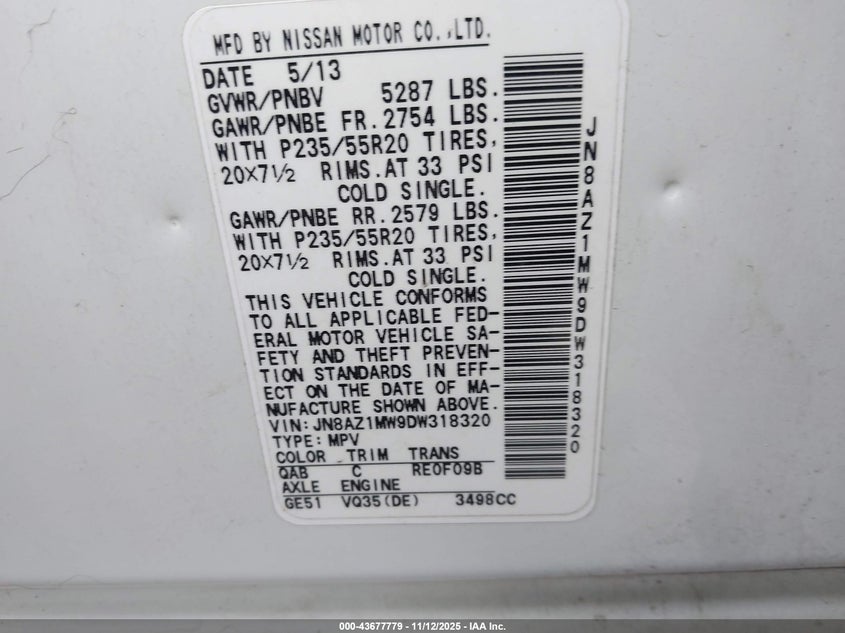 MFD BY NISSAN MOTOR CO.,LTD.
DATE 5/13
GVWR/PNBV 5287 LBS.
GAWR/PNBE FR.2754 LBS.
WITH P235/55R20 TIRES,
20×7½ RIMS.AT 33 PSI
COLD SINGLE.
GAWR/PNBE RR.2579 LBS.
WITH P235/55R20 TIRES,
20×7½ RIMS.AT 33 PSI
COLD SINGLE.
THIS VEHICLE CONFORMS
TO ALL APPLICABLE FED-
ERAL MOTOR VEHICLE SA-
FETY AND THEFT PREVEN-
TION STANDARDS IN EFF-
ECT ON THE DATE OF MA-
NUFACTURE SHOWN ABOVE.
VIN:JN8AZ1MW9DW318320
TYPE:MPV
COLOR TRIM TRANS
QAB C RE0F09B
AXLE ENGINE
GE51 VQ35(DE) 3498CC
JN8AZ1MW9DW318320
000-43677779 - 11/12/2025 - IAA Inc.